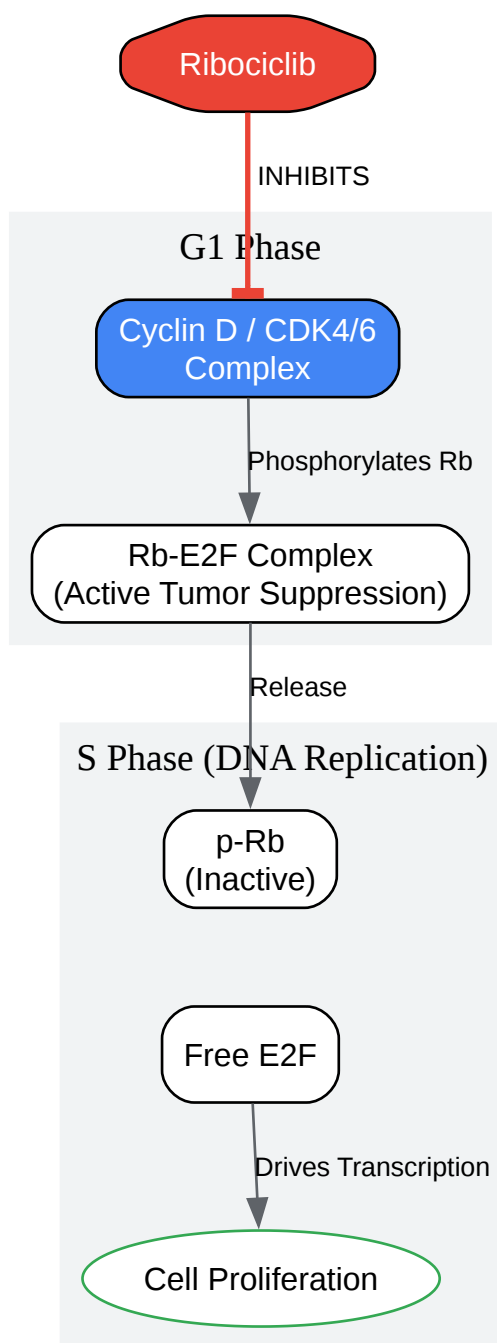 Ribociclib
INHIBITS
G1 Phase
Cyclin D / CDK4/6
Complex
Phosphorylates Rb
Rb-E2F Complex
(Active Tumor Suppression)
Release
S Phase (DNA Replication)
p-Rb
(Inactive)
Free E2F
Drives Transcription
Cell Proliferation